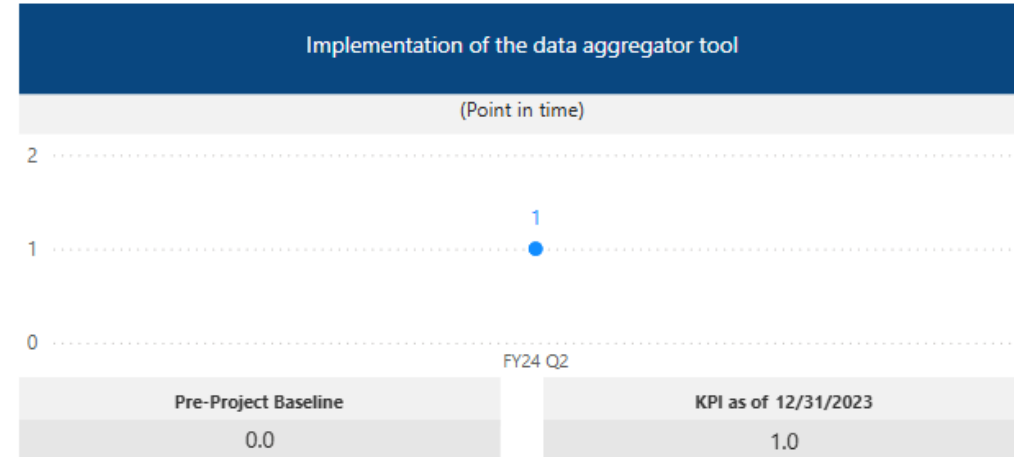 Implementation of the data aggregator tool
(Point in time)
2
1
1
0
FY24 Q2
Pre-Project Baseline
KPI as of 12/31/2023
0.0
1.0